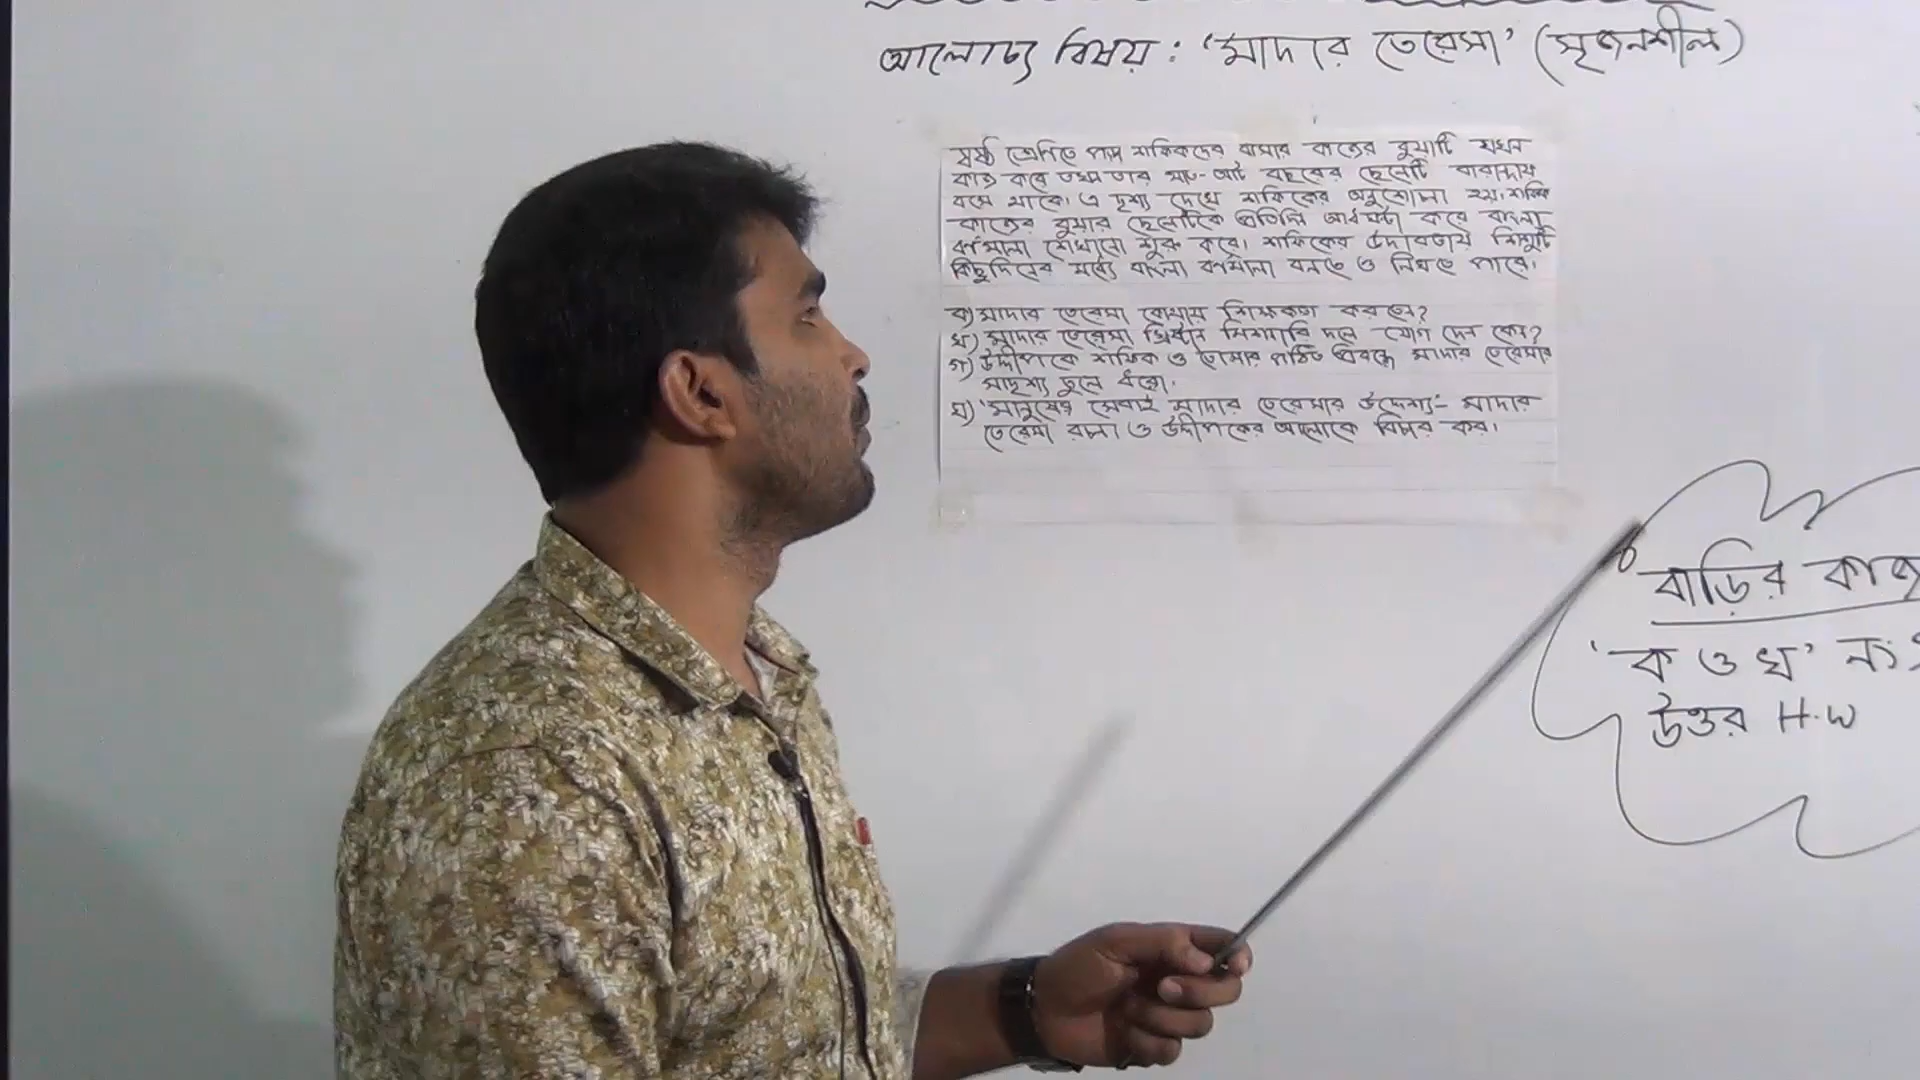 আলোচ্য বিষয় : ‘মাদার তেরেসা’ (সৃজনশীল)
ষষ্ঠ শ্রেণিতে পড়া শফিকদের বাসার কাজের বুয়াটি যখন
কাজ করে তখন তার সাত-আট বছরের ছেলেটি বারান্দায়
বসে থাকে। এ দৃশ্য দেখে শফিকের অনুশোচনা হয়। শফিক
কাজের বুয়ার ছেলেটিকে প্রতিদিন আধঘন্টা করে বাংলা
বর্ণমালা শেখানো শুরু করে। শফিকের উদারতায় শিশুটি
কিছুদিনের মধ্যে বাংলা বর্ণমালা বলতে ও লিখতে পারে।
ক) মাদার তেরেসা কোথায় শিক্ষকতা করতেন?
খ) মাদার তেরেসা খ্রিষ্টান মিশনারি দলে যোগ দেন কেন?
গ) উদ্দীপকে শফিক ও তোমার পঠিত প্রবন্ধে মাদার তেরেসার
সাদৃশ্য তুলে ধরো।
ঘ) ‘মানুষের সেবাই মাদার তেরেসার উদ্দেশ্য’- মাদার
তেরেসা রচনা ও উদ্দীপকের আলোকে বিচার কর।
বাড়ির কাজ
‘ক ও ঘ’ নং
উত্তর H.W